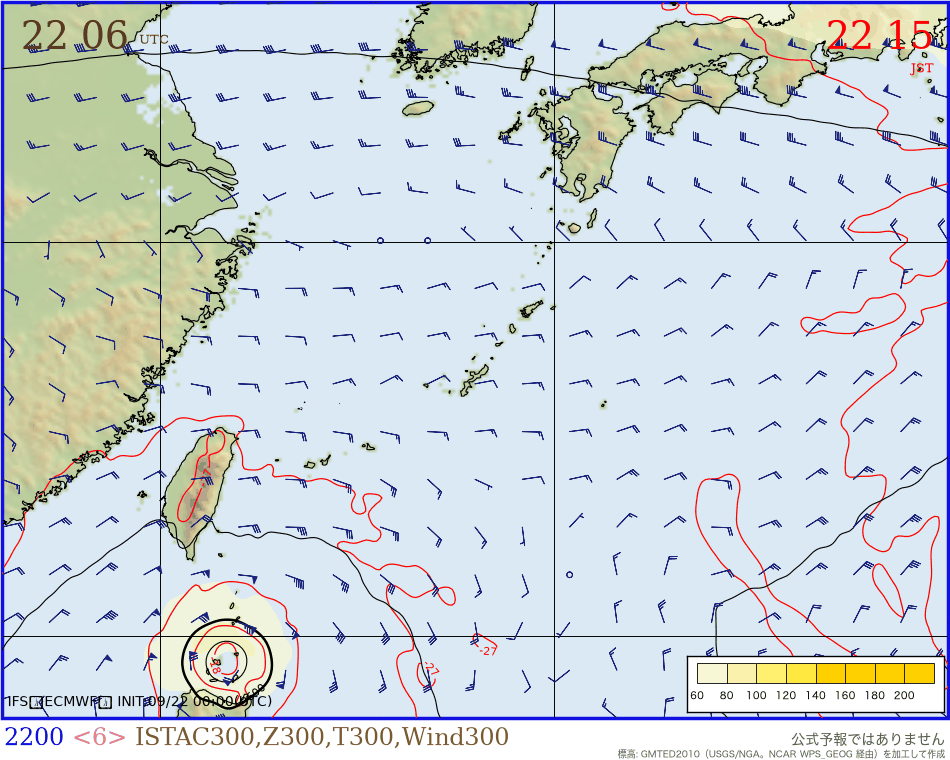 22 06 UTC
22 15
JST
-27
-27
60 80 100 120 140 160 180 200
IFS ECMWF INIT:09/22 00:00(UTC)
2200 <6> ISTAC300,Z300,T300,Wind300
公式予報ではありません
標高: GMTED2010（USGS/NGA。NCAR WPS_GEOG 経由）を加工して作成